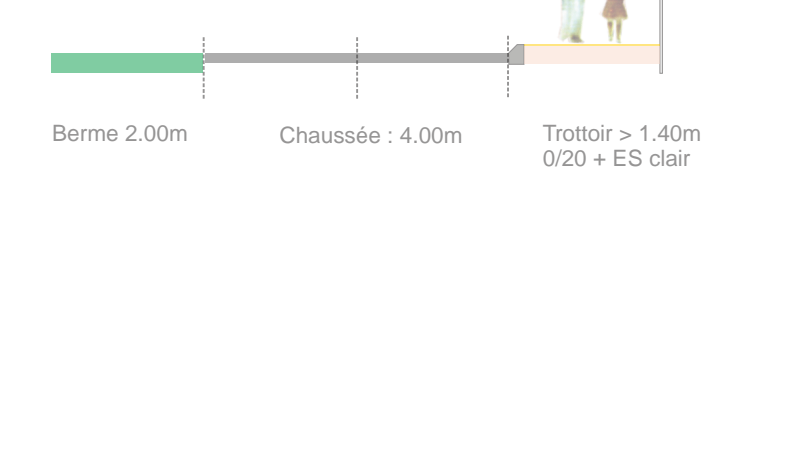 Berme 2.00m
Chaussée : 4.00m
Trottoir > 1.40m
0/20 + ES clair